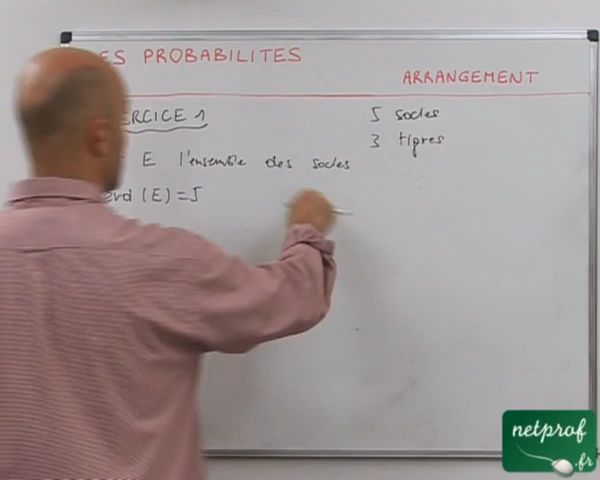 ES PROBABILITES
ARRANGEMENT
ERCICE 1
5 socles
3 tigres
E l'ensemble des socles
rd (E) = 5
netprof
.fr